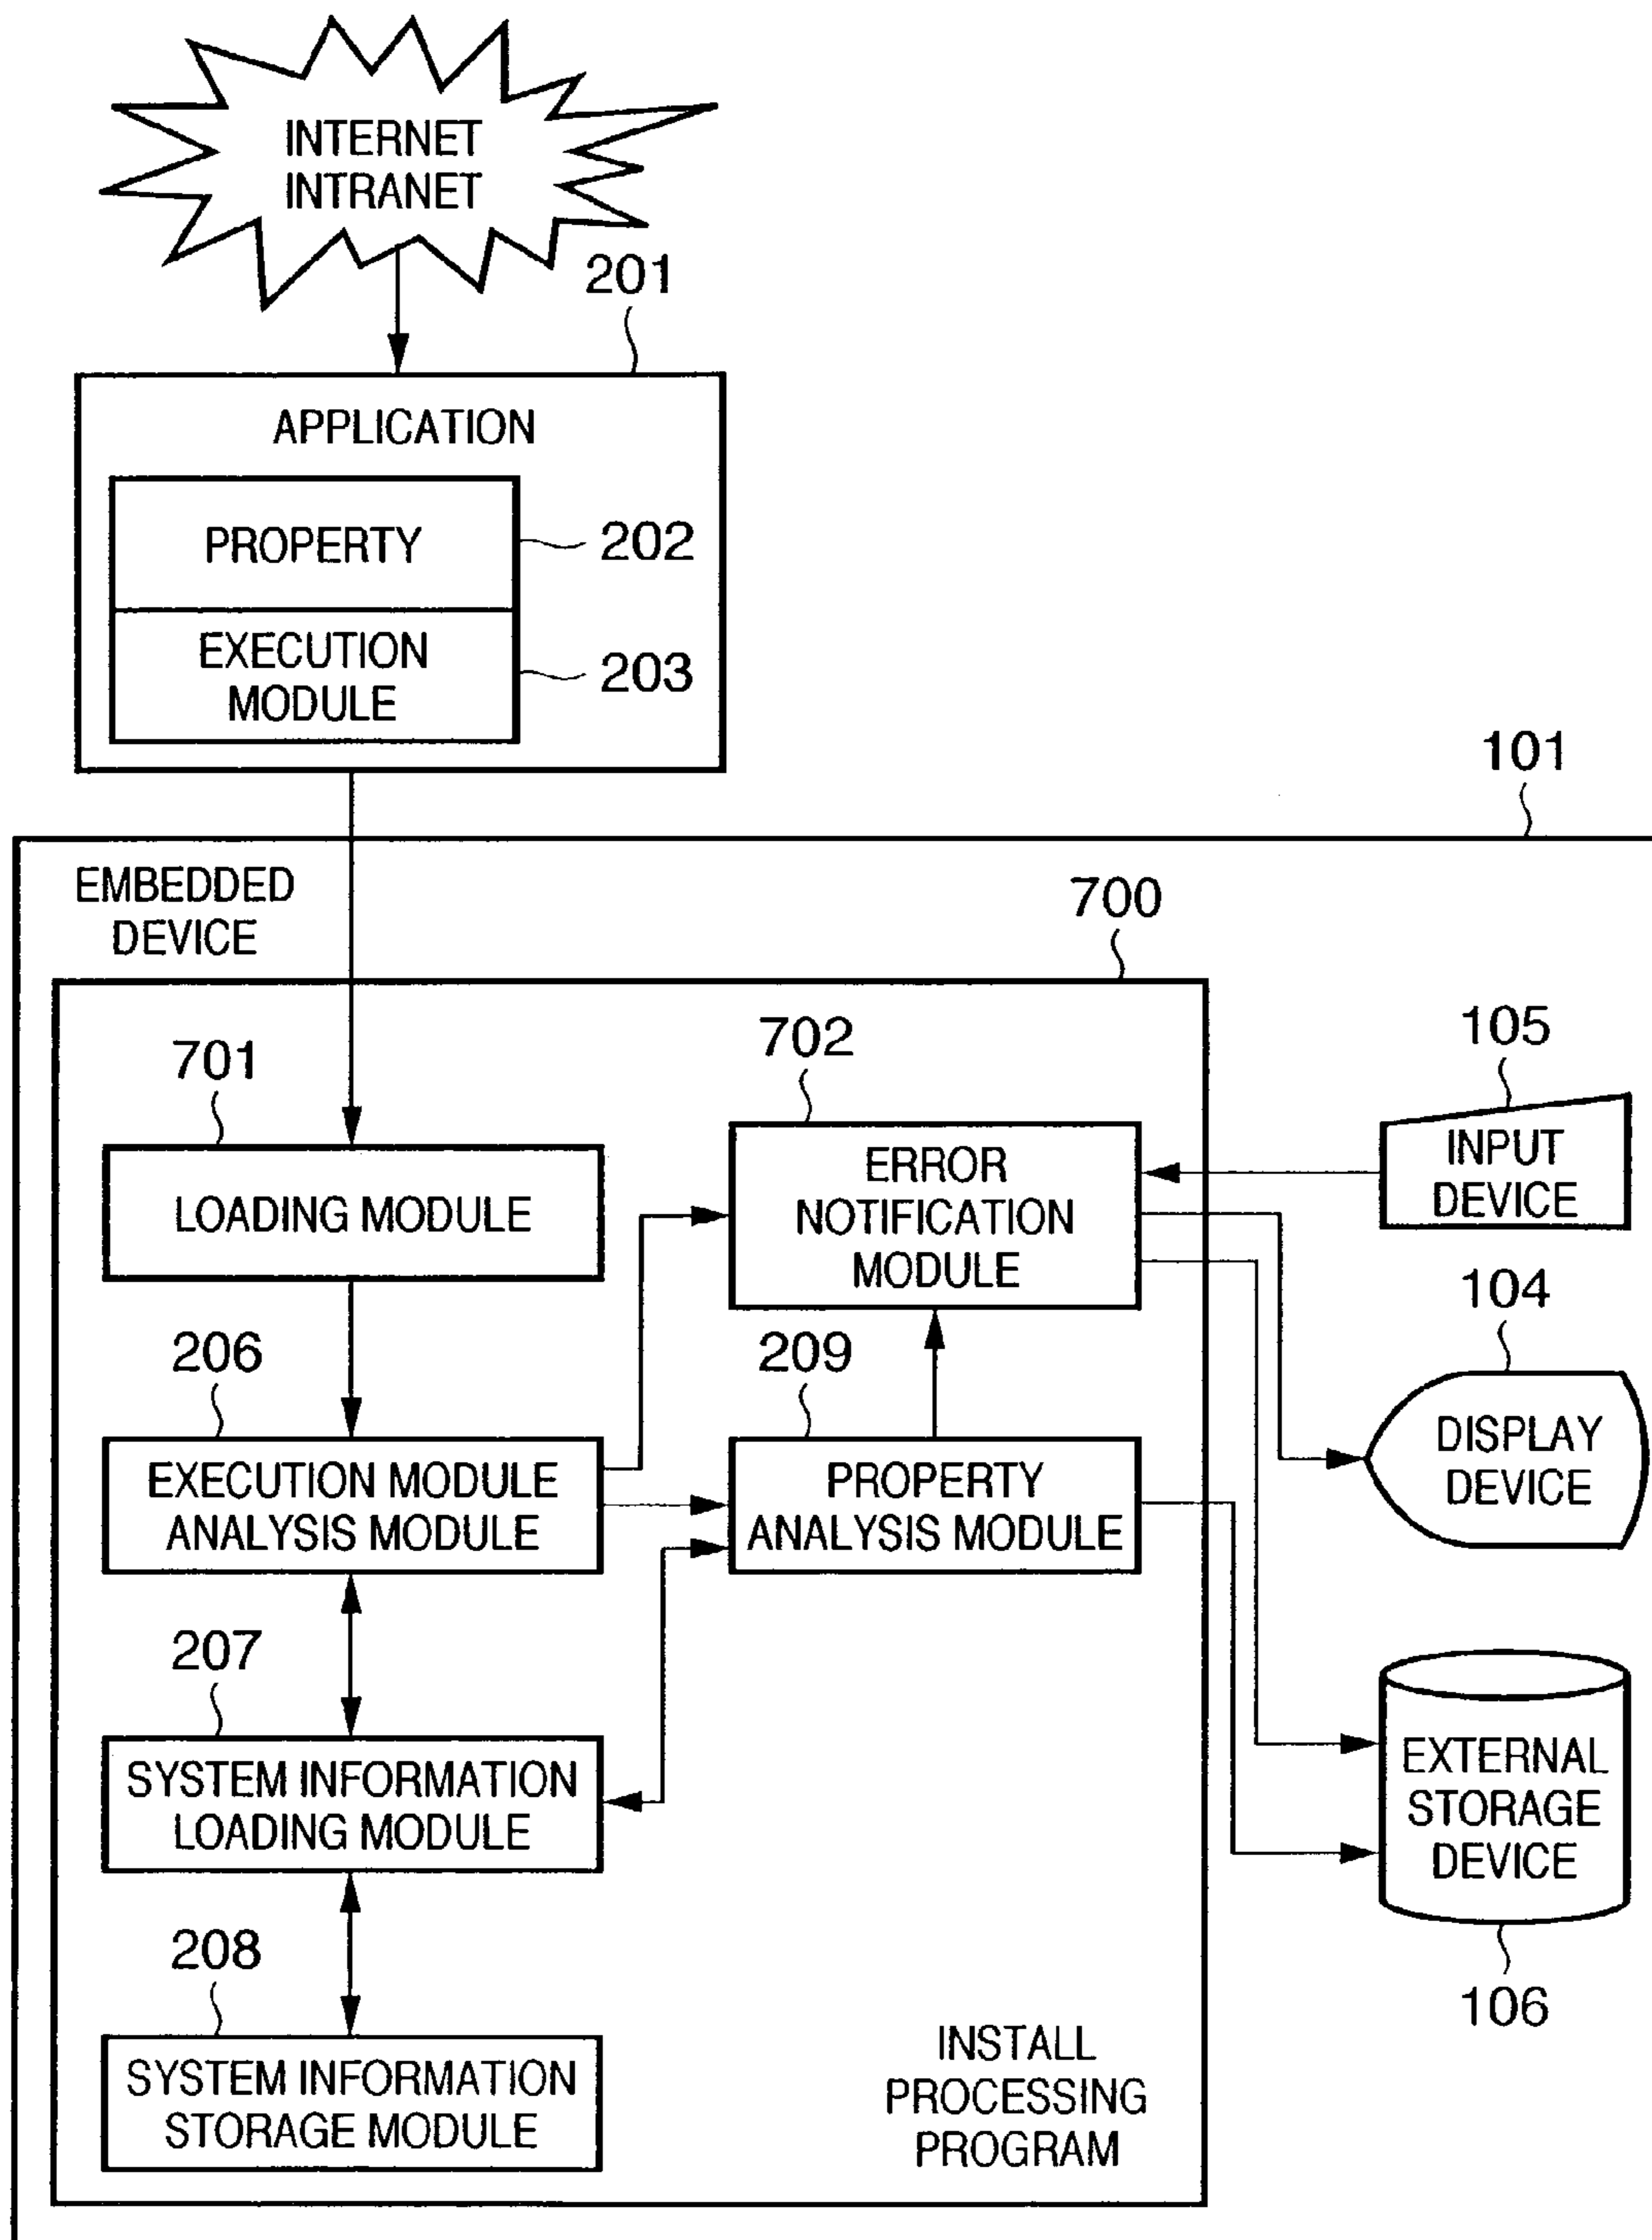 INTERNET
INTRANET
201
APPLICATION
PROPERTY
202
EXECUTION
MODULE
203
101
EMBEDDED
DEVICE
700
701
LOADING MODULE
702
ERROR
NOTIFICATION
MODULE
105
INPUT
DEVICE
206
EXECUTION MODULE
ANALYSIS MODULE
209
PROPERTY
ANALYSIS MODULE
104
DISPLAY
DEVICE
207
SYSTEM INFORMATION
LOADING MODULE
EXTERNAL
STORAGE
DEVICE
106
208
SYSTEM INFORMATION
STORAGE MODULE
INSTALL
PROCESSING
PROGRAM